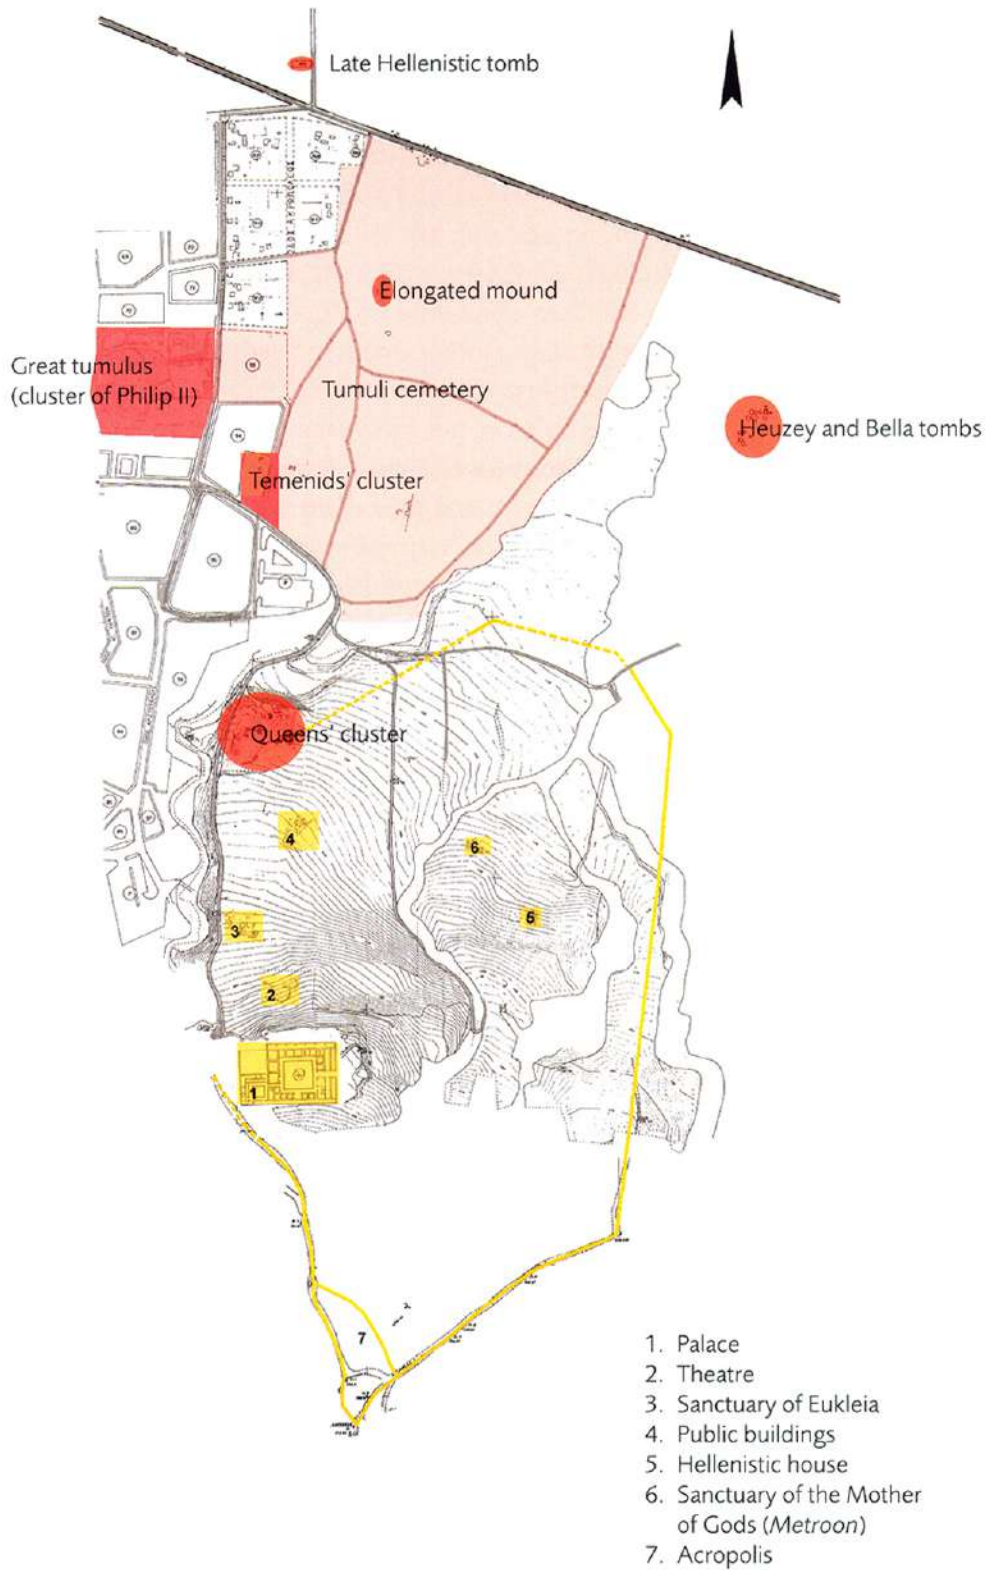 Late Hellenistic tomb
Elongated mound
Great tumulus
(cluster of Philip II)
Tumuli cemetery
Heuzey and Bella tombs
Temenids' cluster
Queens' cluster
4
6
5
3
2
1
7
1. Palace
2. Theatre
3. Sanctuary of Eukleia
4. Public buildings
5. Hellenistic house
6. Sanctuary of the Mother
of Gods (Metroon)
7. Acropolis